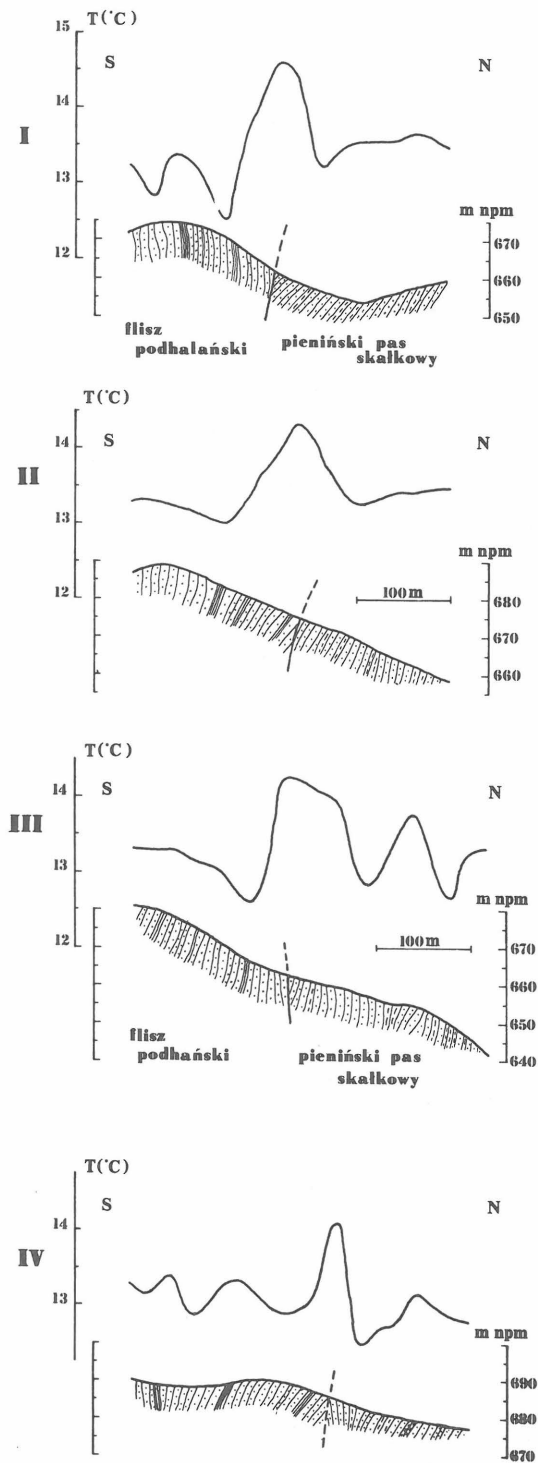 T(°C)
15
S
N
14
I
13
m npm
12
670
660
650
flisz
podhalański
pieniński pas
skałkowy
T(°C)
S
N
14
II
13
m npm
12
100m
680
670
660
T(°C)
14
S
N
III
13
m npm
12
100m
670
660
650
640
flisz
podhański
pieniński pas
skałkowy
T(°C)
S
N
14
IV
13
m npm
690
680
670